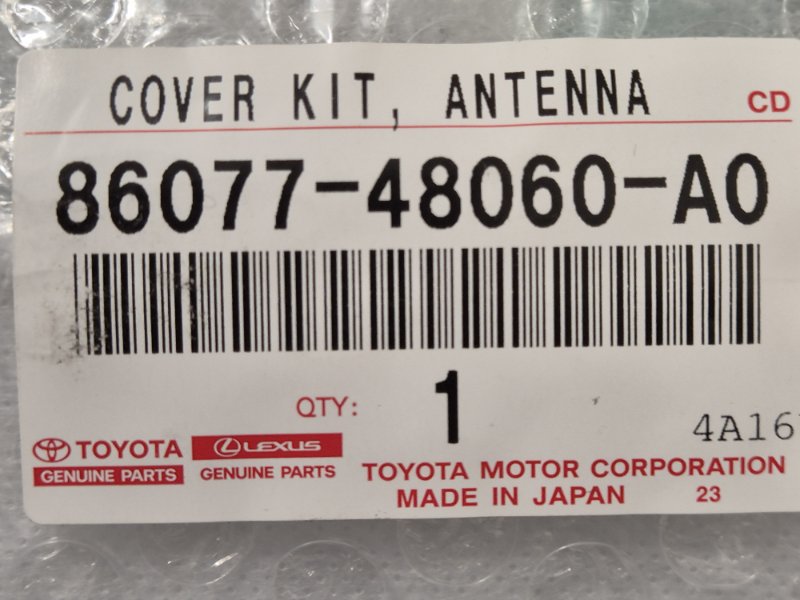 COVER KIT, ANTENNA
CD
86077-48060-A0
QTY: 1
4A16
TOYOTA LEXUS
GENUINE PARTS GENUINE PARTS
TOYOTA MOTOR CORPORATION
MADE IN JAPAN 23